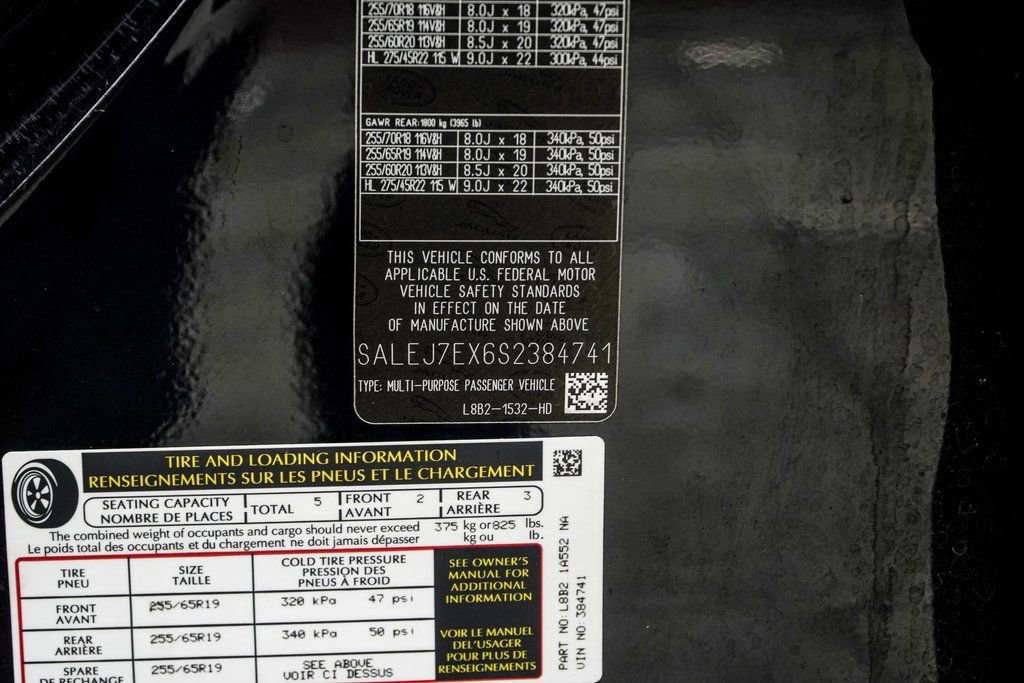 255/70R18 116V&H 8.0J x 18 320kPa, 47psi
255/65R19 114V&H 8.0J x 19 320kPa, 47psi
255/60R20 113V&H 8.5J x 20 320kPa, 47psi
HL 275/45R22 115 W 9.0J x 22 300kPa, 44psi
GAWR REAR:1800 kg (3965 lb)
255/70R18 116V&H 8.0J x 18 340kPa, 50psi
255/65R19 114V&H 8.0J x 19 340kPa, 50psi
255/60R20 113V&H 8.5J x 20 340kPa, 50psi
HL 275/45R22 115 W 9.0J x 22 340kPa, 50psi
THIS VEHICLE CONFORMS TO ALL
APPLICABLE U.S. FEDERAL MOTOR
VEHICLE SAFETY STANDARDS
IN EFFECT ON THE DATE
OF MANUFACTURE SHOWN ABOVE
SALEJ7EX6S2384741
TYPE: MULTI-PURPOSE PASSENGER VEHICLE
L8B2-1532-HD
TIRE AND LOADING INFORMATION
RENSEIGNEMENTS SUR LES PNEUS ET LE CHARGEMENT
SEATING CAPACITY
NOMBRE DE PLACES
TOTAL 5
FRONT
AVANT
2
REAR
ARRIÈRE
3
The combined weight of occupants and cargo should never exceed 375 kg or 825 lbs.
Le poids total des occupants et du chargement ne doit jamais dépasser kg ou lb.
TIRE
PNEU
SIZE
TAILLE
COLD TIRE PRESSURE
PRESSION DES
PNEUS À FROID
FRONT
AVANT
255/65R19
320 kPa 47 psi
REAR
ARRIÈRE
255/65R19
340 kPa 50 psi
SPARE
DE RECHANGE
255/65R19
SEE ABOVE
VOIR CI DESSUS
SEE OWNER'S
MANUAL FOR
ADDITIONAL
INFORMATION
VOIR LE MANUEL
DEL'USAGER
POUR PLUS DE
RENSEIGNEMENTS
PART NO: L8B2 1A552 NA
VIN NO: 384741